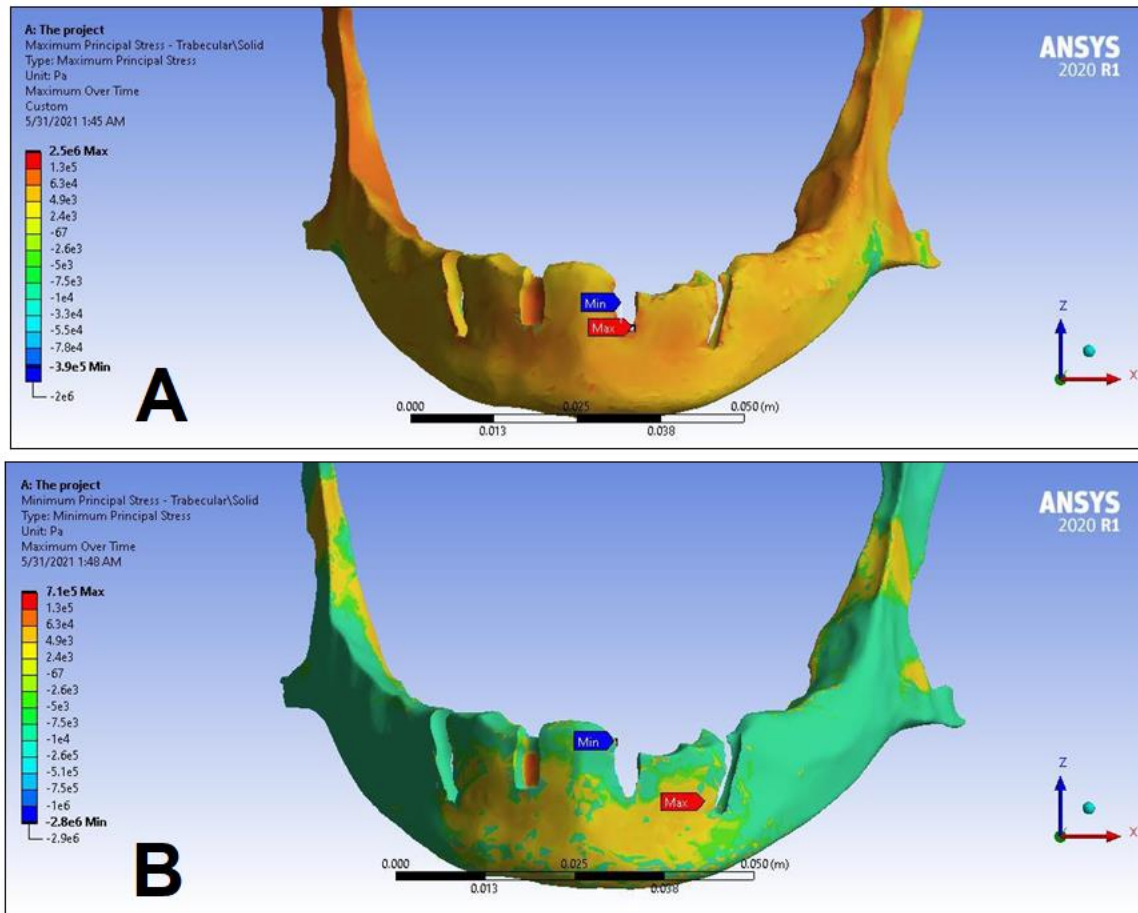 A: The project
Maximum Principal Stress - Trabecular\Solid
Type: Maximum Principal Stress
Unit: Pa
Maximum Over Time
Custom
5/31/2021 1:45 AM
ANSYS
2020 R1
2.5e6 Max
1.3e5
6.3e4
4.9e3
2.4e3
-67
-2.6e3
-5e3
-7.5e3
-1e4
-3.3e4
-5.5e4
-7.8e4
-3.9e5 Min
-2e6
Min
Max
Z
X
A
0.000
0.025
0.050 (m)
0.013
0.038
A: The project
Minimum Principal Stress - Trabecular\Solid
Type: Minimum Principal Stress
Unit: Pa
Maximum Over Time
5/31/2021 1:48 AM
ANSYS
2020 R1
7.1e5 Max
1.3e5
6.3e4
4.9e3
2.4e3
-67
-2.6e3
-5e3
-7.5e3
-1e4
-2.6e5
-5.1e5
-7.5e5
-1e6
-2.8e6 Min
-2.9e6
Min
Max
Z
X
B
0.000
0.025
0.050 (m)
0.013
0.038